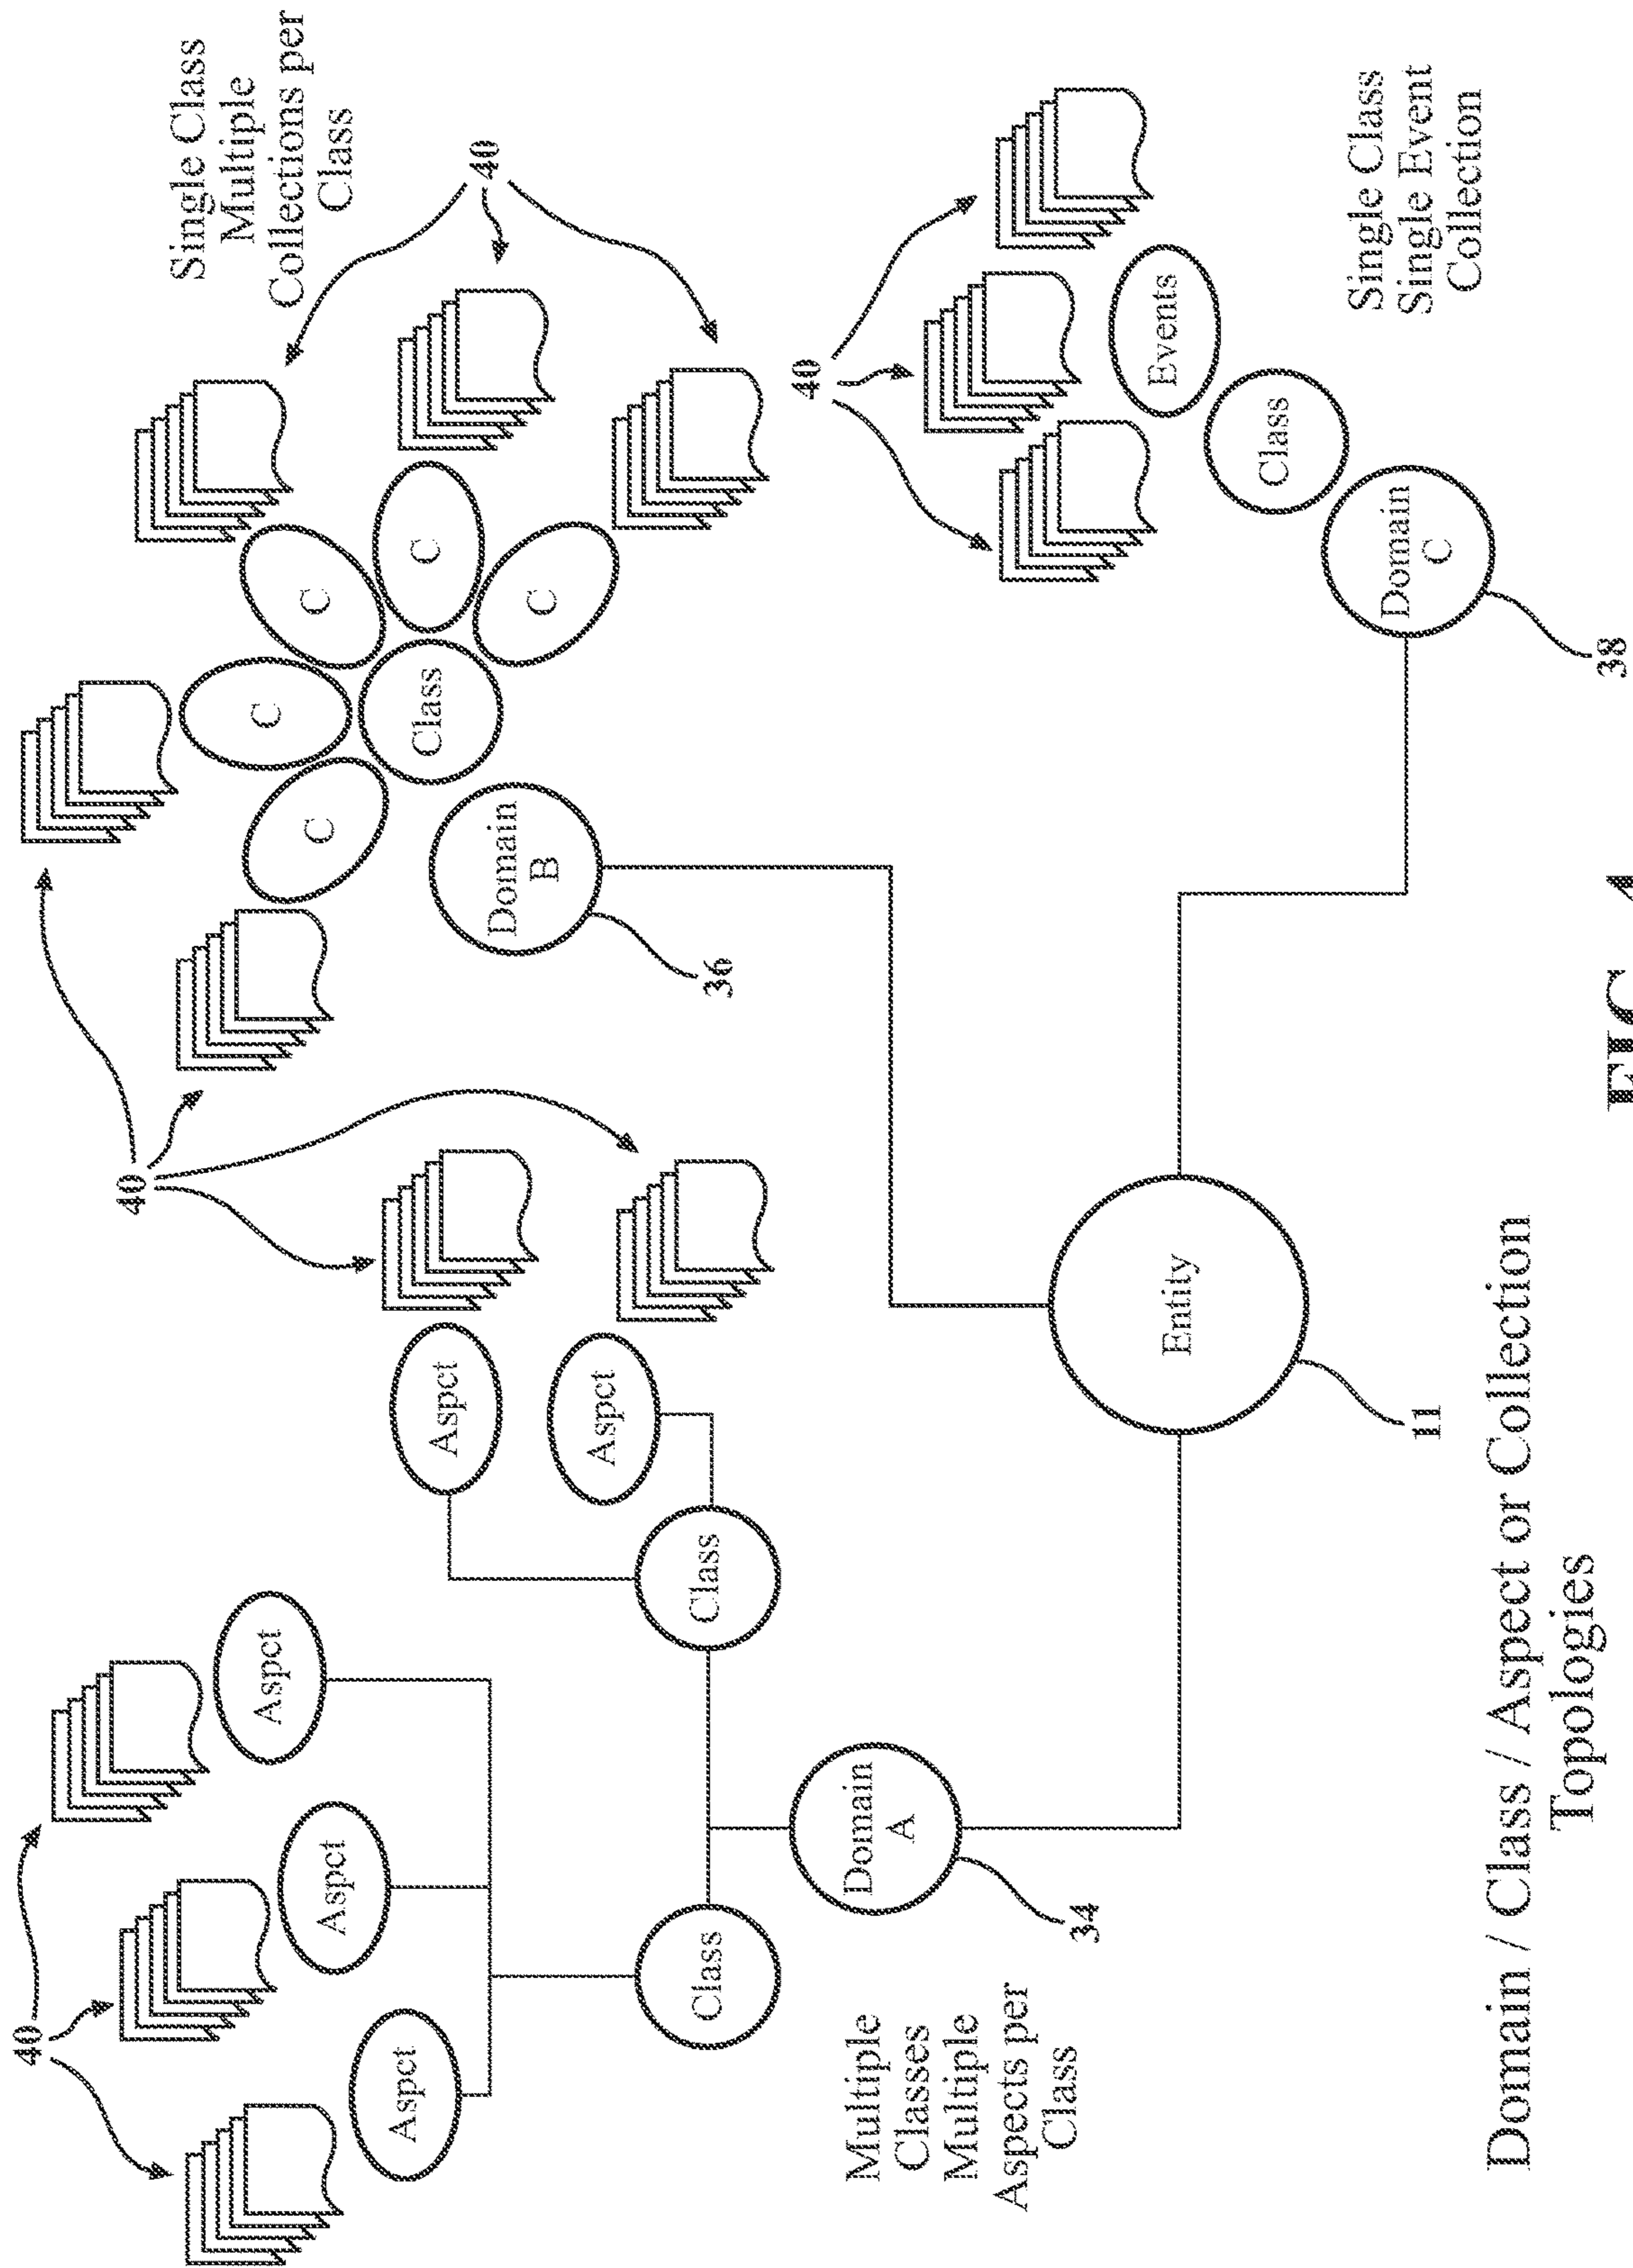 40
40
Single Class
Multiple
Collections per
Class
40
Aspct
Aspct
Aspct
Aspct
Aspct
C
C
C
C
C
Class
Domain
B
36
Class
Class
40
Domain
A
34
Multiple
Classes
Multiple
Aspects per
Class
Entity
11
Events
Class
Domain
C
38
Single Class
Single Event
Collection
Domain / Class / Aspect or Collection
Topologies
FIG. 4